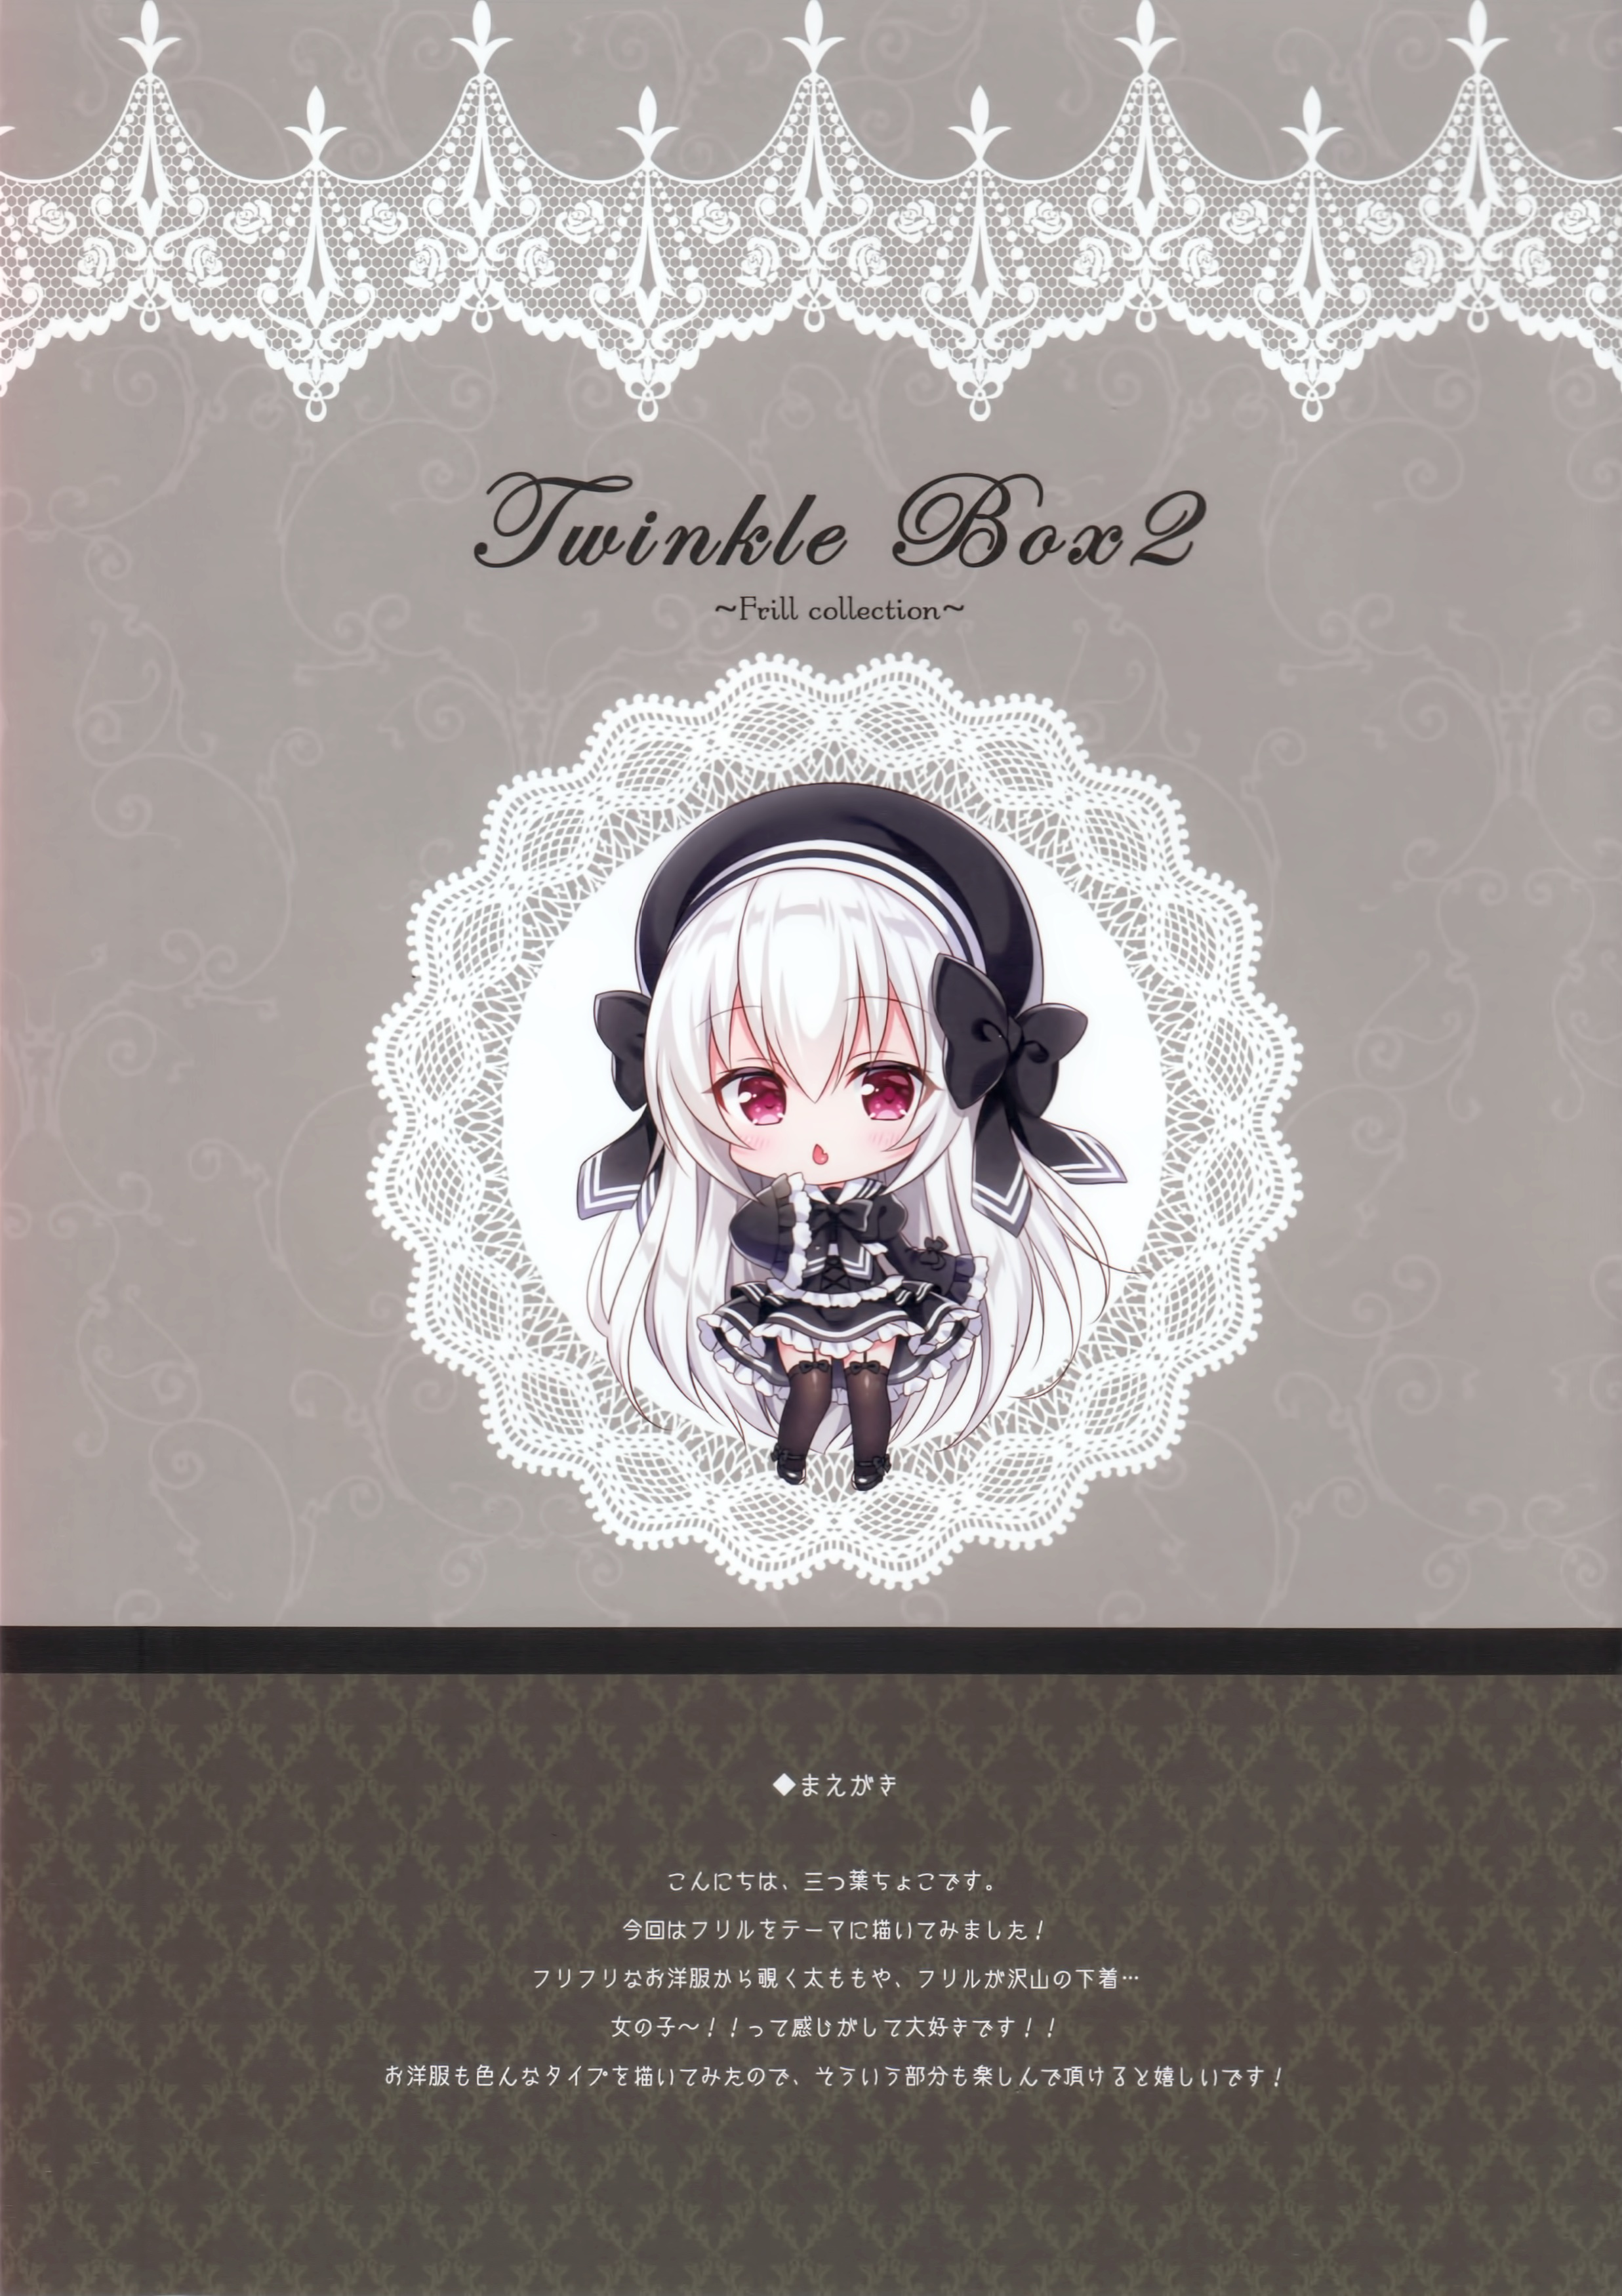 Twinkle Box2
~Frill collection~
◆まえがき
こんにちは、三つ葉ちょこです。
今回はフリルをテーマに描いてみました!
フリフリなお洋服から覗く太ももや、フリルが沢山の下着…
女の子～!!って感じがして大好きです!!
お洋服も色んなタイプを描いてみたので、そういう部分も楽しんで頂けると嬉しいです!